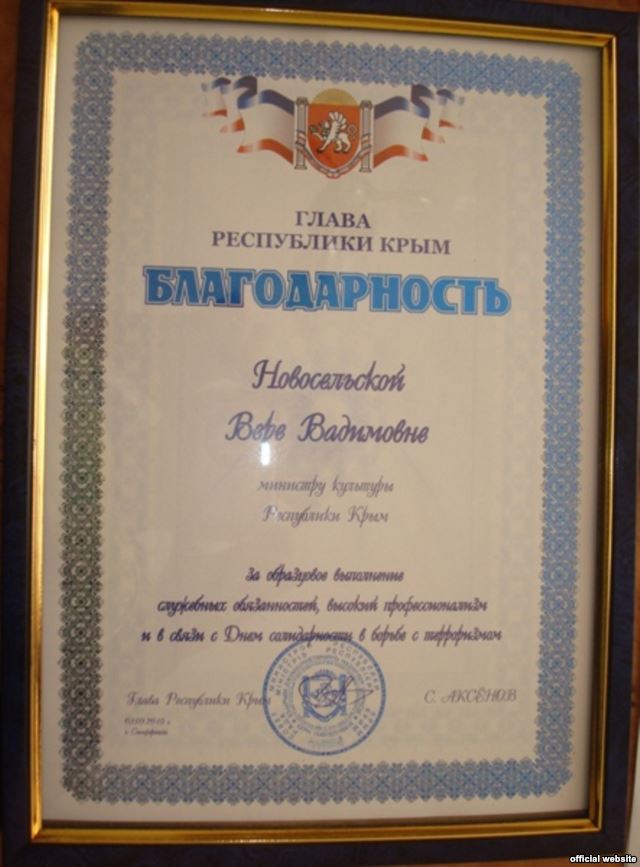 ГЛАВА
РЕСПУБЛИКИ КРЫМ
БЛАГОДАРНОСТЬ
Новосельской
Вере Вадимовне
министру культуры
Республики Крым
За образцовое выполнение
служебных обязанностей, высокий профессионализм
и в связи с Днем солидарности в борьбе с терроризмом
Глава Республики Крым
С. АКСЁНОВ
г. Симферополь
official website